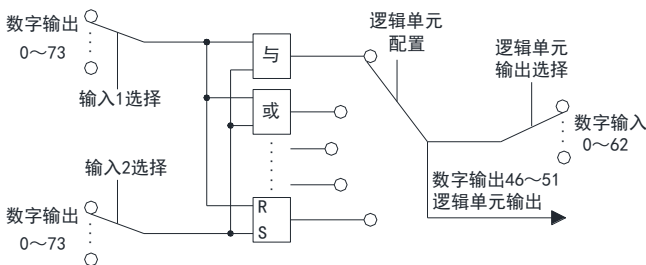 数字输出
0～73
输入1选择
输入2选择
数字输出
0～73
与
或
R
S
逻辑单元
配置
逻辑单元
输出选择
数字输入
0～62
数字输出46～51
逻辑单元输出